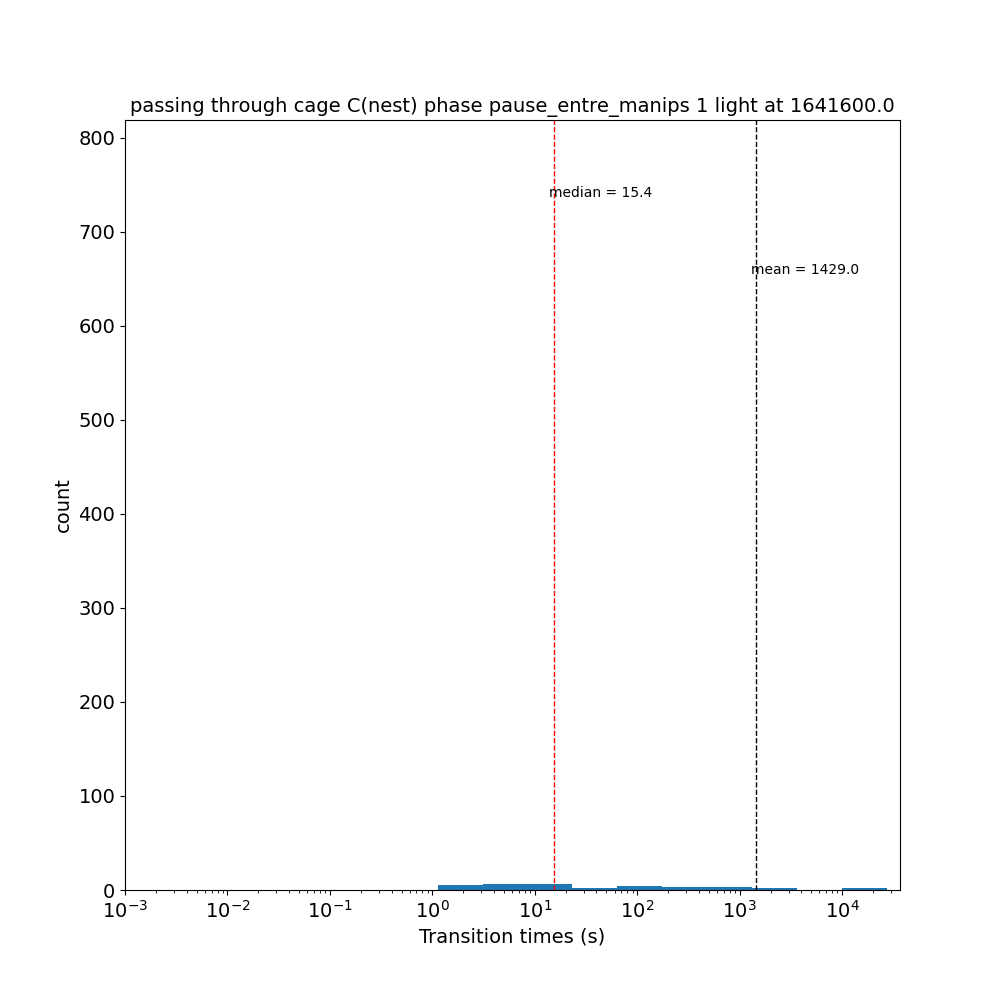 passing through cage C(nest) phase pause_entre_manips 1 light at 1641600.0
800
median = 15.4
700
mean = 1429.0
600
500
400
count
300
200
100
0
10⁻³ 10⁻² 10⁻¹ 10⁰ 10¹ 10² 10³ 10⁴
Transition times (s)